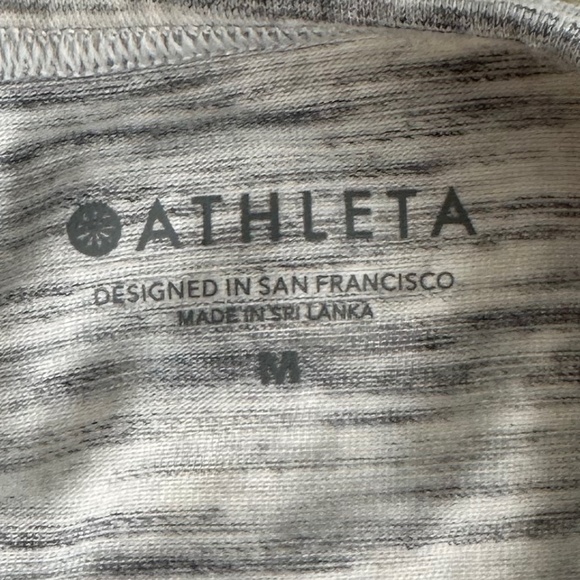 ATHLETA
DESIGNED IN SAN FRANCISCO
MADE IN SRI LANKA
M